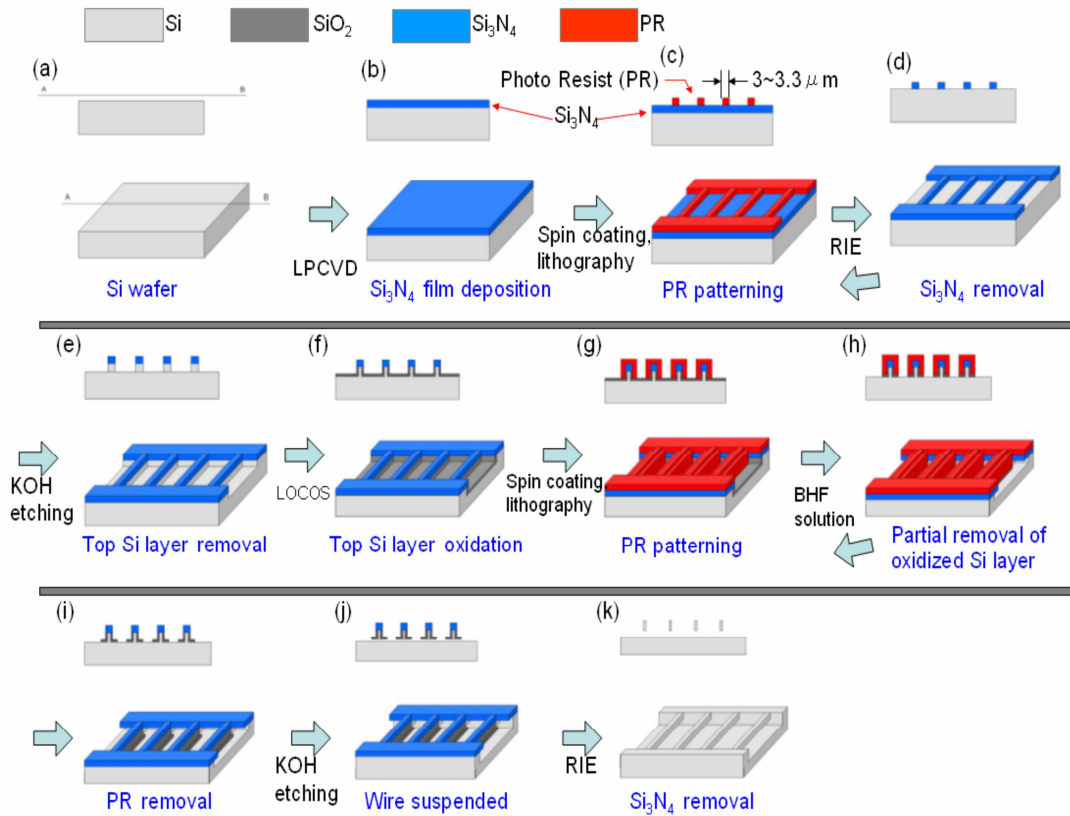 Si SiO₂ Si₃N₄ PR
(a) (b) (c) (d)
Photo Resist (PR) 3~3.3μm
Si₃N₄
A B
A B
LPCVD
Spin coating,
lithography
RIE
Si wafer
Si₃N₄ film deposition
PR patterning
Si₃N₄ removal
(e) (f) (g) (h)
KOH
etching
LOCOS
Spin coating,
lithography
BHF
solution
Top Si layer removal
Top Si layer oxidation
PR patterning
Partial removal of
oxidized Si layer
(i) (j) (k)
KOH
etching
RIE
PR removal
Wire suspended
Si₃N₄ removal